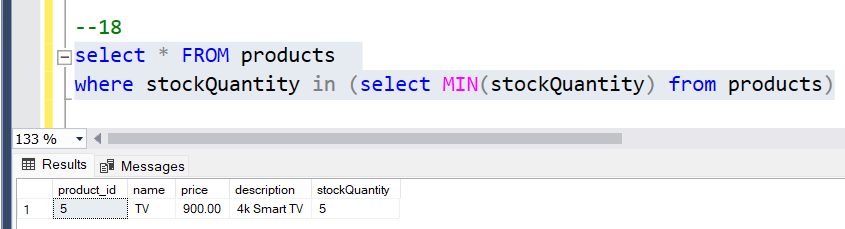 --18
select * FROM products
where stockQuantity in (select MIN(stockQuantity) from products)
133 %
Results Messages
product_id name price description stockQuantity
1 5 TV 900.00 4k Smart TV 5